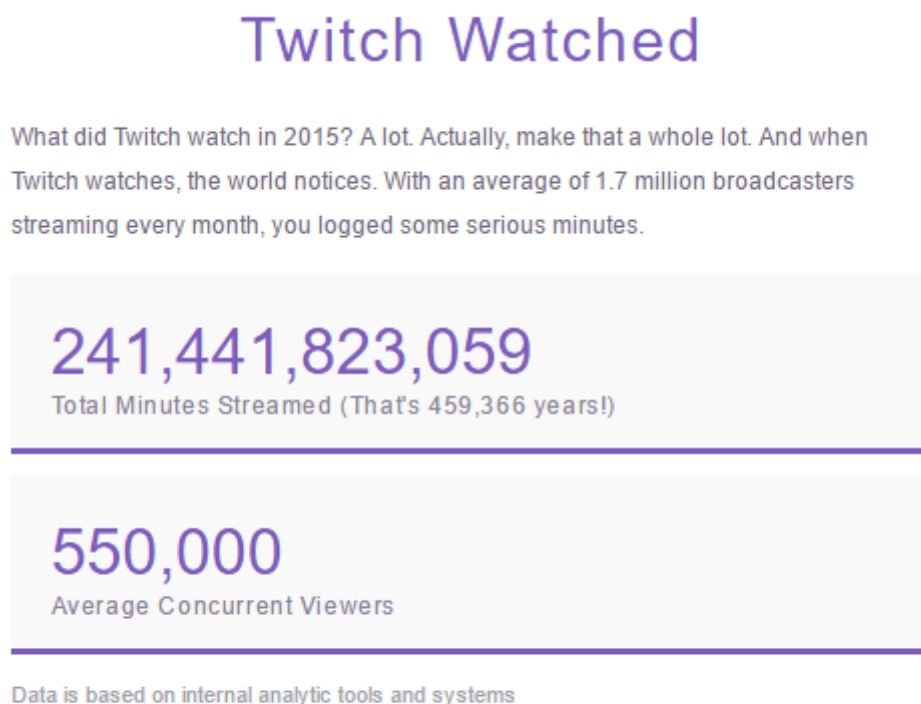 Twitch Watched
What did Twitch watch in 2015? A lot. Actually, make that a whole lot. And when
Twitch watches, the world notices. With an average of 1.7 million broadcasters
streaming every month, you logged some serious minutes.
241,441,823,059
Total Minutes Streamed (That's 459,366 years!)
550,000
Average Concurrent Viewers
Data is based on internal analytic tools and systems